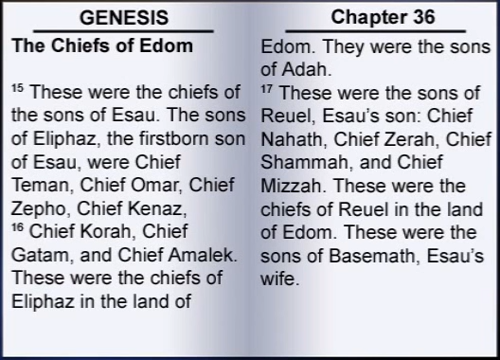 GENESIS
The Chiefs of Edom
15 These were the chiefs of
the sons of Esau. The sons
of Eliphaz, the firstborn son
of Esau, were Chief
Teman, Chief Omar, Chief
Zepho, Chief Kenaz,
16 Chief Korah, Chief
Gatam, and Chief Amalek.
These were the chiefs of
Eliphaz in the land of
Chapter 36
Edom. They were the sons
of Adah.
17 These were the sons of
Reuel, Esau's son: Chief
Nahath, Chief Zerah, Chief
Shammah, and Chief
Mizzah. These were the
chiefs of Reuel in the land
of Edom. These were the
sons of Basemath, Esau's
wife.